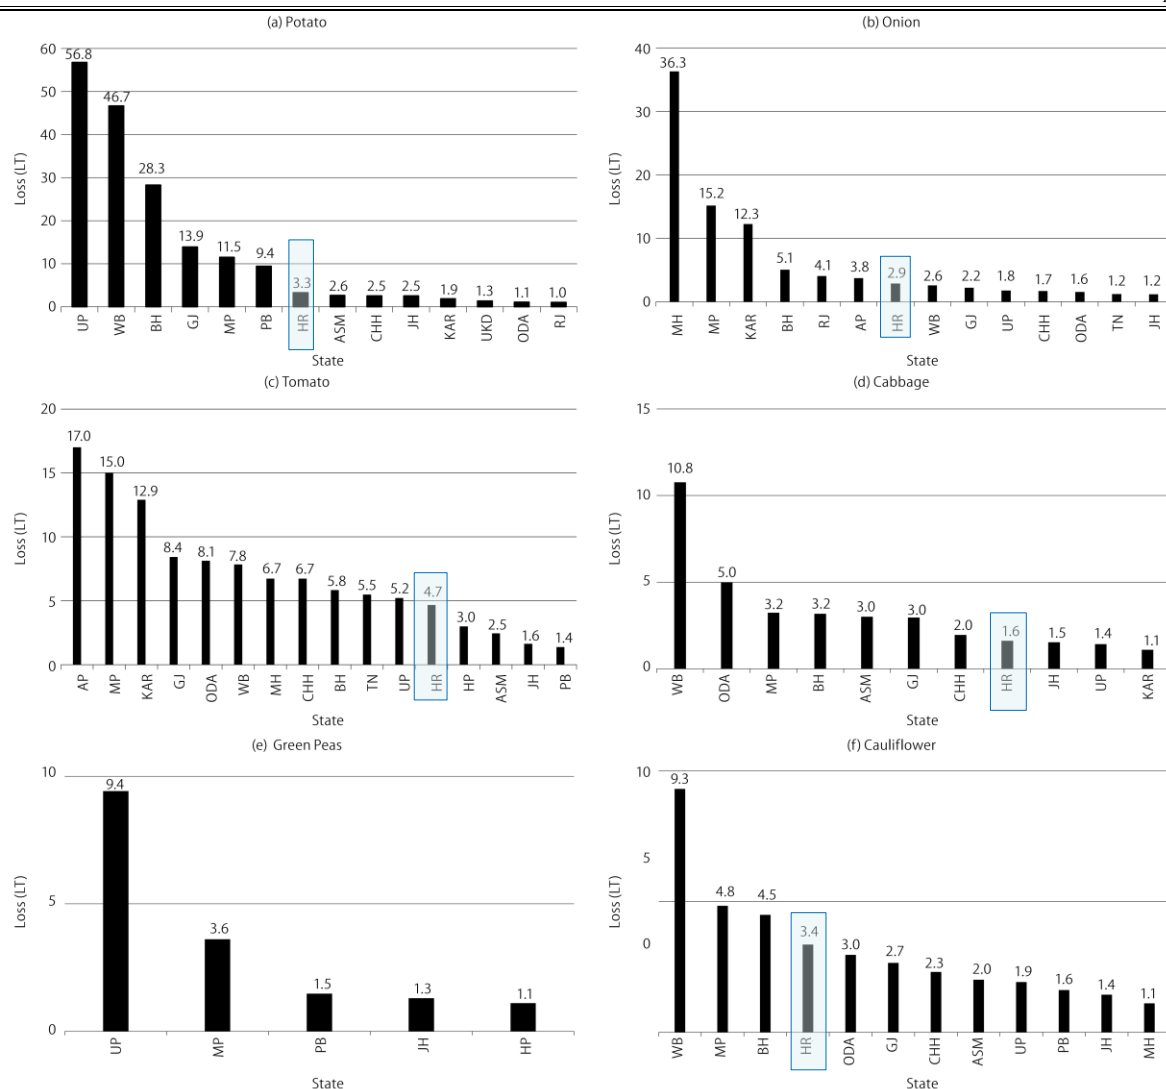 (a) Potato
60
50
40
30
20
10
0
Loss (LT)
56.8
46.7
28.3
13.9
11.5
9.4
3.3
2.6
2.5
2.5
1.9
1.3
1.1
1.0
UP
WB
BH
GJ
MP
PB
HR
ASM
CHH
JH
KAR
UKD
ODA
RJ
State
(b) Onion
40
30
20
10
0
Loss (LT)
36.3
15.2
12.3
5.1
4.1
3.8
2.9
2.6
2.2
1.8
1.7
1.6
1.2
1.2
MH
MP
KAR
BH
RJ
AP
HR
WB
GJ
UP
CHH
ODA
TN
JH
State
(c) Tomato
20
15
10
5
0
Loss (LT)
17.0
15.0
12.9
8.4
8.1
7.8
6.7
6.7
5.8
5.5
5.2
4.7
3.0
2.5
1.6
1.4
AP
MP
KAR
GJ
ODA
WB
MH
CHH
BH
TN
UP
HR
HP
ASM
JH
PB
State
(d) Cabbage
15
10
5
0
Loss (LT)
10.8
5.0
3.2
3.2
3.0
3.0
2.0
1.6
1.5
1.4
1.1
WB
ODA
MP
BH
ASM
GJ
CHH
HR
JH
UP
KAR
State
(e) Green Peas
10
5
0
Loss (LT)
9.4
3.6
1.5
1.3
1.1
UP
MP
PB
JH
HP
State
(f) Cauliflower
10
5
0
Loss (LT)
9.3
4.8
4.5
3.4
3.0
2.7
2.3
2.0
1.9
1.6
1.4
1.1
WB
MP
BH
HR
ODA
GJ
CHH
ASM
UP
PB
JH
MH
State